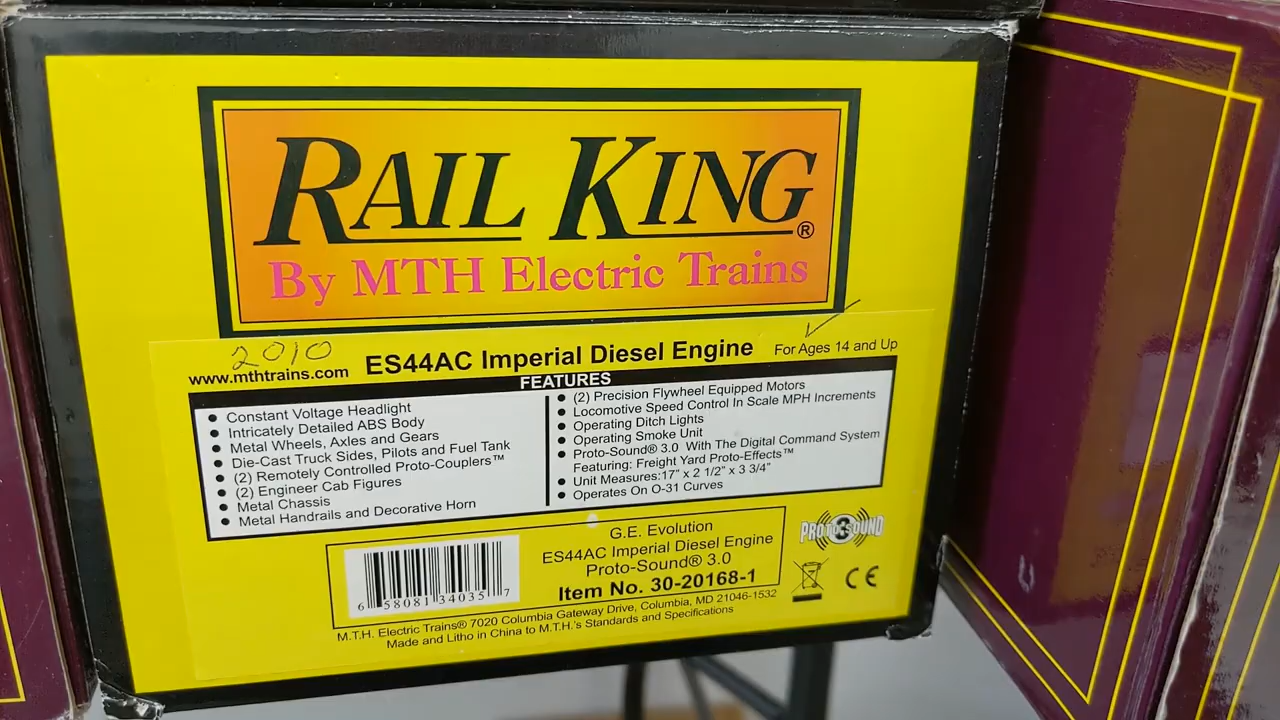 RAIL KING®
By MTH Electric Trains
2010
www.mthtrains.com
ES44AC Imperial Diesel Engine
For Ages 14 and Up
FEATURES
● Constant Voltage Headlight
● Intricately Detailed ABS Body
● Metal Wheels, Axles and Gears
● Die-Cast Truck Sides, Pilots and Fuel Tank
● (2) Remotely Controlled Proto-Couplers™
● (2) Engineer Cab Figures
● Metal Chassis
● Metal Handrails and Decorative Horn
● (2) Precision Flywheel Equipped Motors
● Locomotive Speed Control In Scale MPH Increments
● Operating Ditch Lights
● Operating Smoke Unit
● Proto-Sound® 3.0 With The Digital Command System
Featuring: Freight Yard Proto-Effects™
● Unit Measures:17” x 2 1/2” x 3 3/4”
● Operates On O-31 Curves
6 58081 34035 7
G.E. Evolution
ES44AC Imperial Diesel Engine
Proto-Sound® 3.0
Item No. 30-20168-1
PROTO 3 SOUND
CE
M.T.H. Electric Trains® 7020 Columbia Gateway Drive, Columbia, MD 21046-1532
Made and Litho in China to M.T.H.'s Standards and Specifications